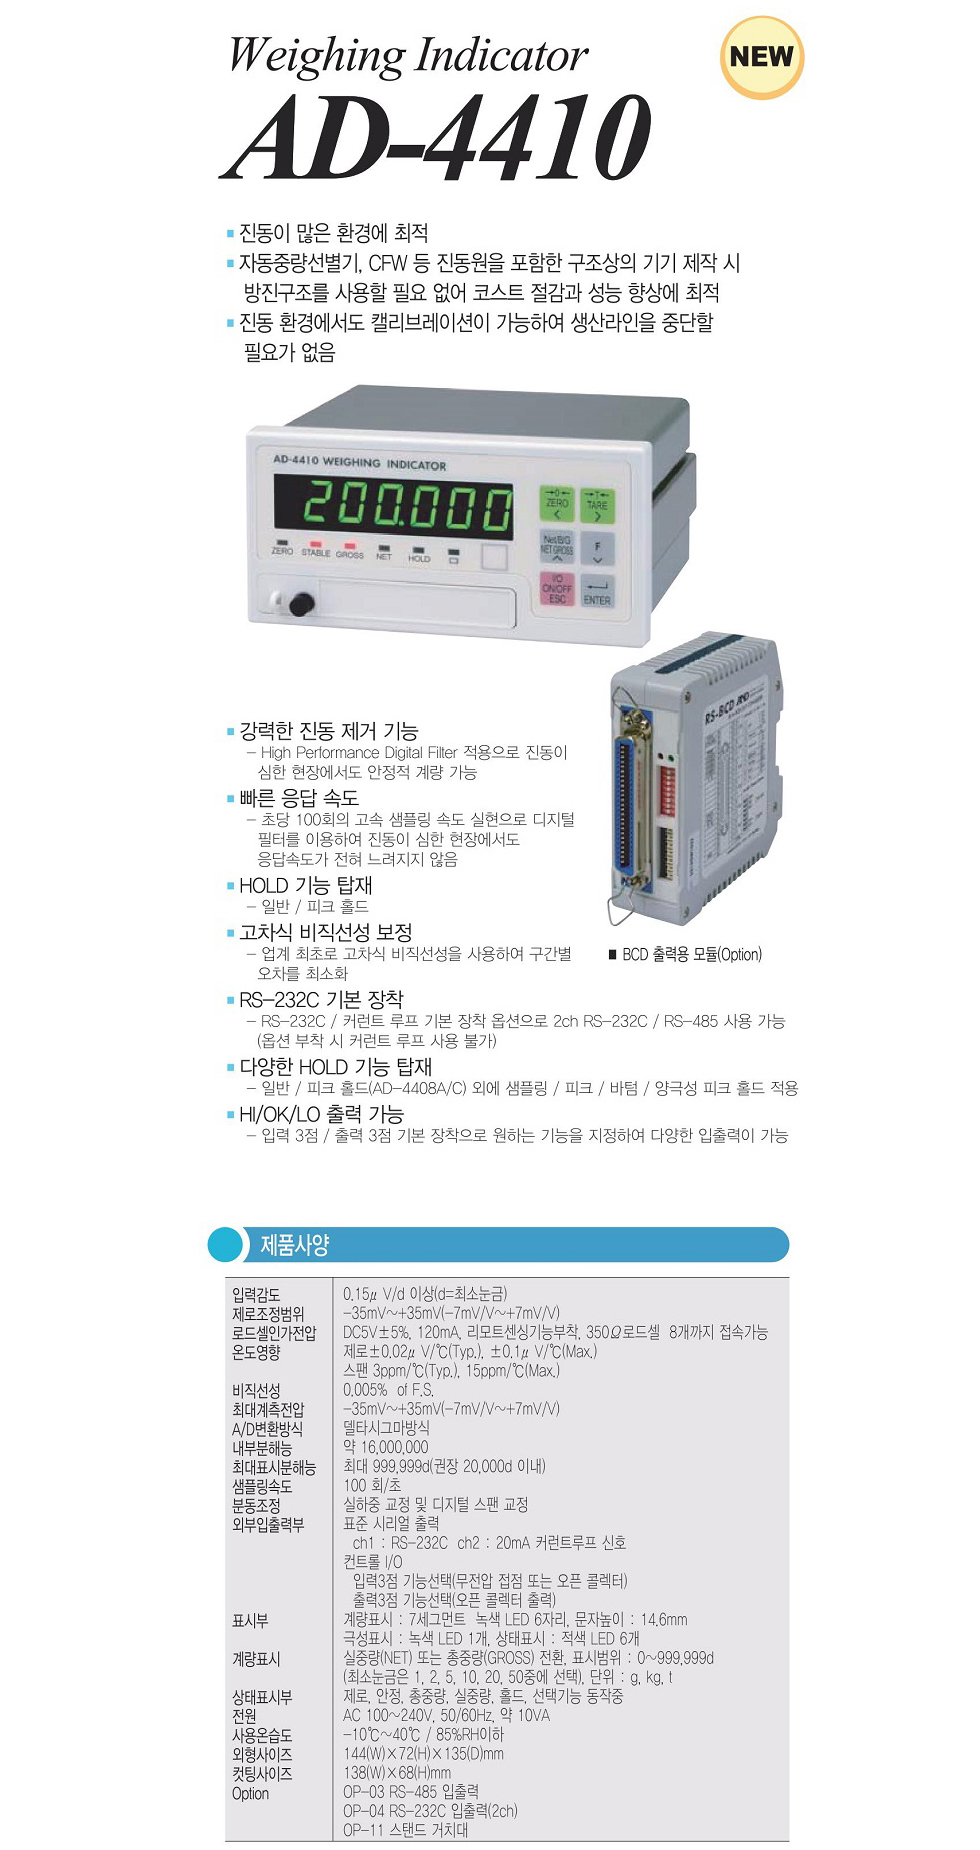 Weighing Indicator
NEW
AD-4410
진동이 많은 환경에 최적
자동중량선별기, CFW 등 진동원을 포함한 구조상의 기기 제작 시
방진구조를 사용할 필요 없어 코스트 절감과 성능 향상에 최적
진동 환경에서도 캘리브레이션이 가능하여 생산라인을 중단할
필요가 없음
AD-4410 WEIGHING INDICATOR
200.000
ZERO STABLE GROSS NET HOLD
→0← ZERO
→T← TARE
Net/B/G NET GROSS
F
I/O ON/OFF ESC
ENTER
RS-BCD AND
강력한 진동 제거 기능
– High Performance Digital Filter 적용으로 진동이
심한 현장에서도 안정적 계량 가능
빠른 응답 속도
– 초당 100회의 고속 샘플링 속도 실현으로 디지털
필터를 이용하여 진동이 심한 현장에서도
응답속도가 전혀 느려지지 않음
HOLD 기능 탑재
– 일반 / 피크 홀드
고차식 비직선성 보정
– 업계 최초로 고차식 비직선성을 사용하여 구간별
오차를 최소화
■ BCD 출력용 모듈(Option)
RS-232C 기본 장착
– RS-232C / 커런트 루프 기본 장착 옵션으로 2ch RS-232C / RS-485 사용 가능
(옵션 부착 시 커런트 루프 사용 불가)
다양한 HOLD 기능 탑재
– 일반 / 피크 홀드(AD-4408A/C) 외에 샘플링 / 피크 / 바텀 / 양극성 피크 홀드 적용
HI/OK/LO 출력 가능
– 입력 3점 / 출력 3점 기본 장착으로 원하는 기능을 지정하여 다양한 입출력이 가능
제품사양
입력감도 0.15μ V/d 이상(d=최소눈금)
제로조정범위 -35mV~+35mV(-7mV/V~+7mV/V)
로드셀인가전압 DC5V±5%, 120mA, 리모트센싱기능부착, 350Ω로드셀 8개까지 접속가능
온도영향 제로±0.02μ V/℃(Typ.), ±0.1μ V/℃(Max.)
스팬 3ppm/℃(Typ.), 15ppm/℃(Max.)
비직선성 0.005% of F.S.
최대계측전압 -35mV~+35mV(-7mV/V~+7mV/V)
A/D변환방식 델타시그마방식
내부분해능 약 16,000,000
최대표시분해능 최대 999,999d(권장 20,000d 이내)
샘플링속도 100 회/초
분동조정 실하중 교정 및 디지털 스팬 교정
외부입출력부 표준 시리얼 출력
ch1 : RS-232C ch2 : 20mA 커런트루프 신호
컨트롤 I/O
입력3점 기능선택(무전압 접점 또는 오픈 콜렉터)
출력3점 기능선택(오픈 콜렉터 출력)
표시부 계량표시 : 7세그먼트 녹색 LED 6자리, 문자높이 : 14.6mm
극성표시 : 녹색 LED 1개, 상태표시 : 적색 LED 6개
계량표시 실중량(NET) 또는 총중량(GROSS) 전환, 표시범위 : 0~999,999d
(최소눈금은 1, 2, 5, 10, 20, 50중에 선택), 단위 : g, kg, t
상태표시부 제로, 안정, 총중량, 실중량, 홀드, 선택기능 동작중
전원 AC 100~240V, 50/60Hz, 약 10VA
사용온습도 -10℃~40℃ / 85%RH이하
외형사이즈 144(W)×72(H)×135(D)mm
컷팅사이즈 138(W)×68(H)mm
Option OP-03 RS-485 입출력
OP-04 RS-232C 입출력(2ch)
OP-11 스탠드 거치대